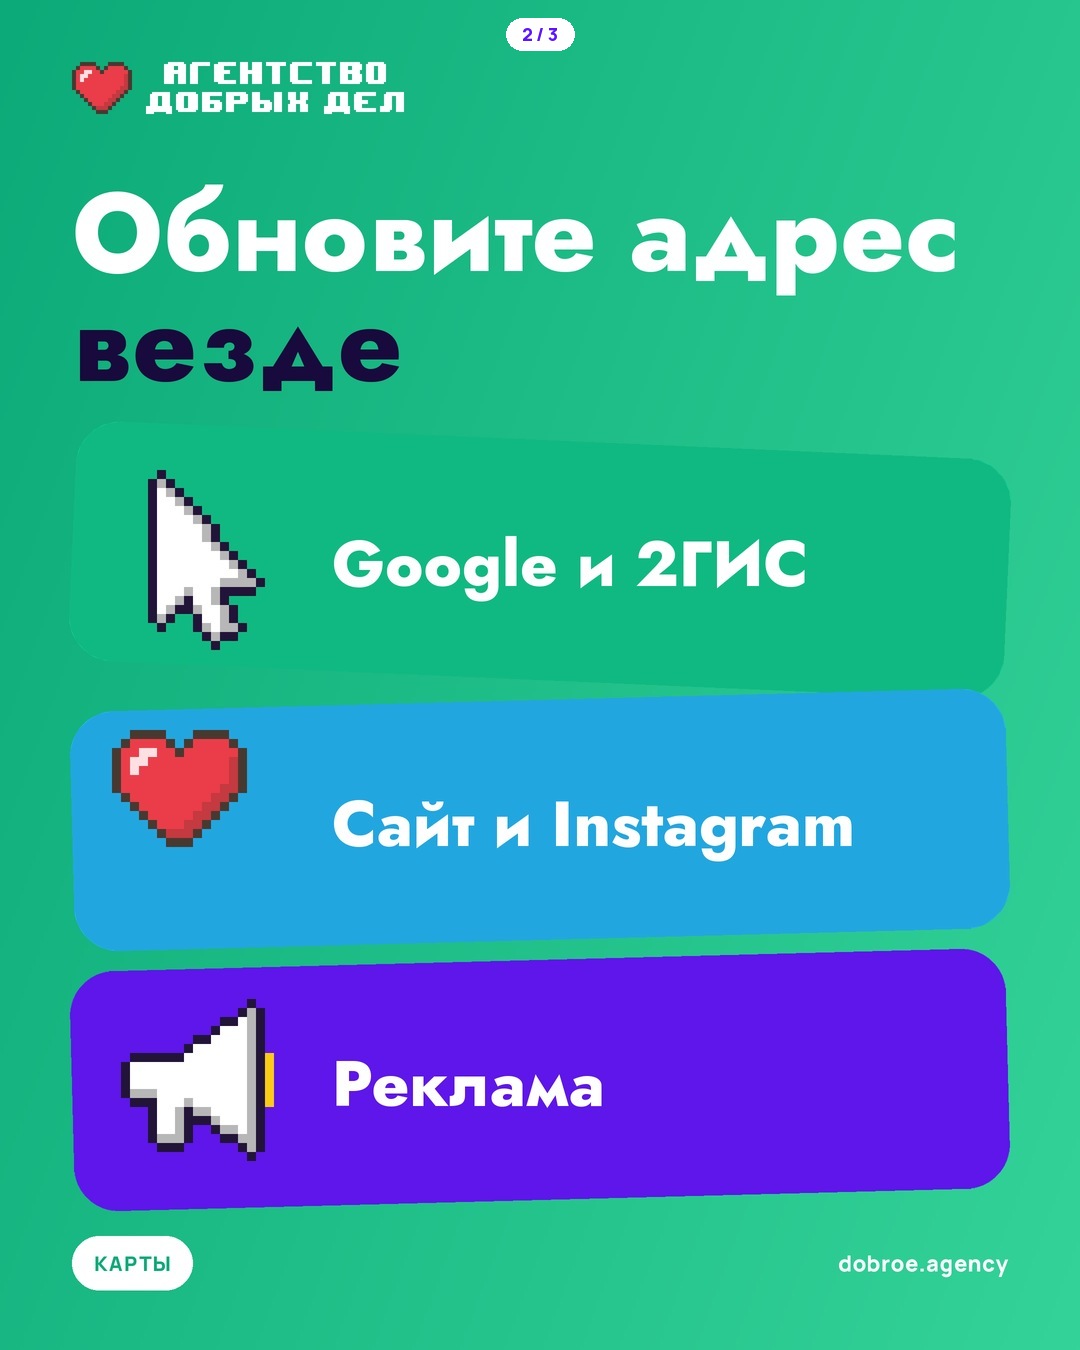 2 / 3
АГЕНТСТВО
ДОБРЫХ ДЕЛ
Обновите адрес
везде
Google и 2ГИС
Сайт и Instagram
Реклама
КАРТЫ
dobroe.agency